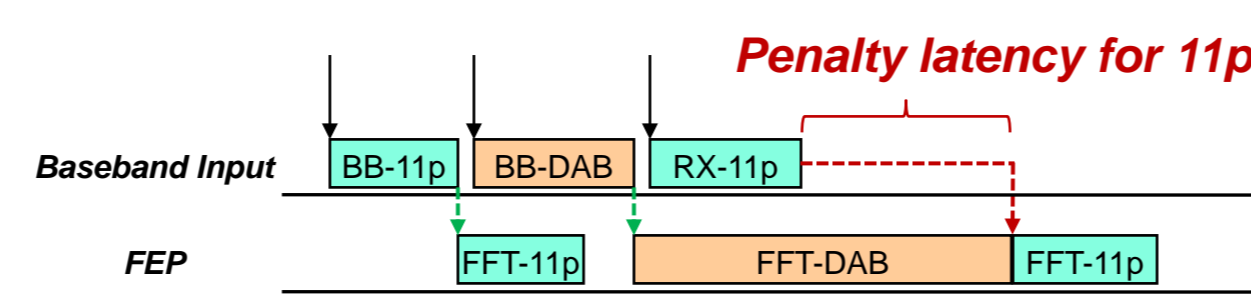 Penalty latency for 11p
Baseband Input
BB-11p
BB-DAB
RX-11p
FEP
FFT-11p
FFT-DAB
FFT-11p